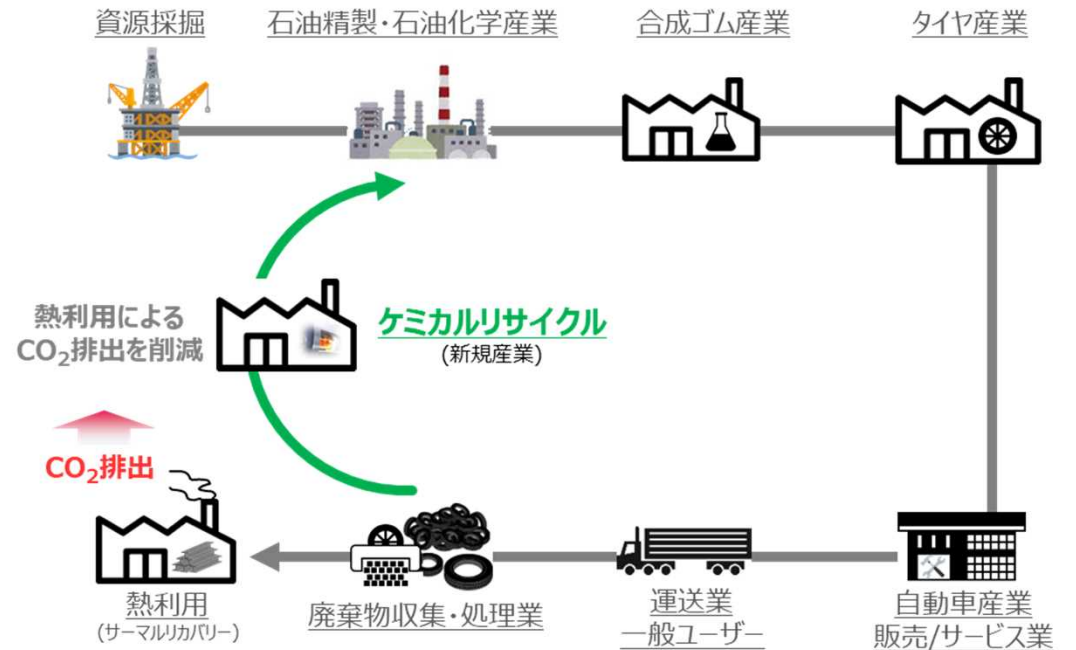 資源採掘
石油精製・石油化学産業
合成ゴム産業
タイヤ産業
熱利用による
CO₂排出を削減
ケミカルリサイクル
(新規産業)
CO₂排出
熱利用
(サーマルリカバリー)
廃棄物収集・処理業
運送業
一般ユーザー
自動車産業
販売/サービス業